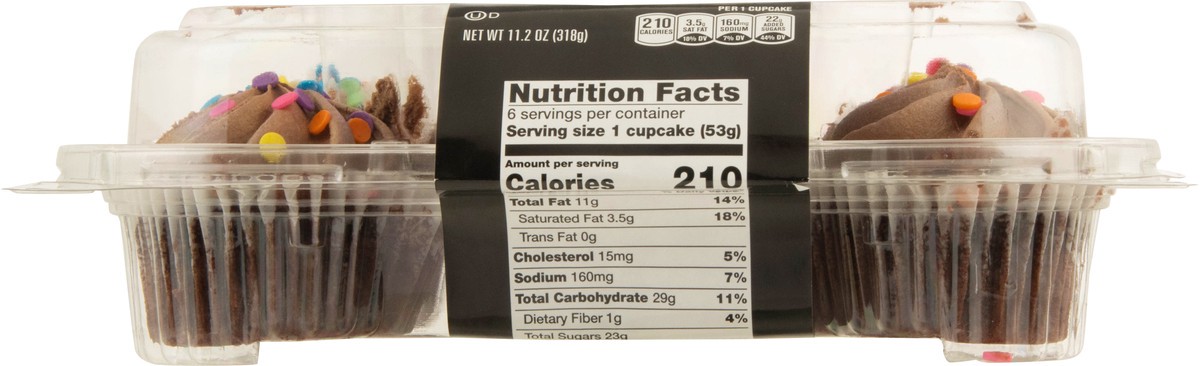 Ⓤ D
NET WT 11.2 OZ (318g)
PER 1 CUPCAKE
210 CALORIES
3.5g SAT FAT 18% DV
160mg SODIUM 7% DV
22g ADDED SUGARS 44% DV
Nutrition Facts
6 servings per container
Serving size 1 cupcake (53g)
Amount per serving
Calories 210
Total Fat 11g 14%
Saturated Fat 3.5g 18%
Trans Fat 0g
Cholesterol 15mg 5%
Sodium 160mg 7%
Total Carbohydrate 29g 11%
Dietary Fiber 1g 4%
Total Sugars 23g